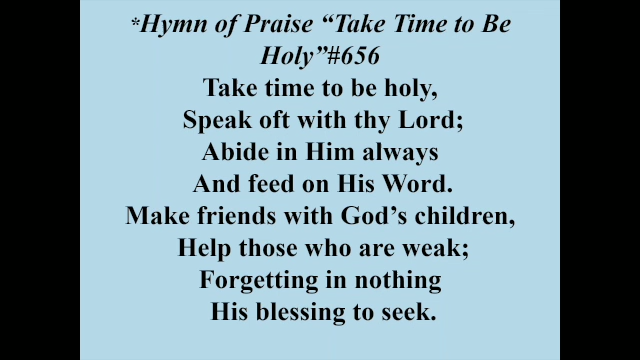 *Hymn of Praise “Take Time to Be
Holy”#656
Take time to be holy,
Speak oft with thy Lord;
Abide in Him always
And feed on His Word.
Make friends with God’s children,
Help those who are weak;
Forgetting in nothing
His blessing to seek.